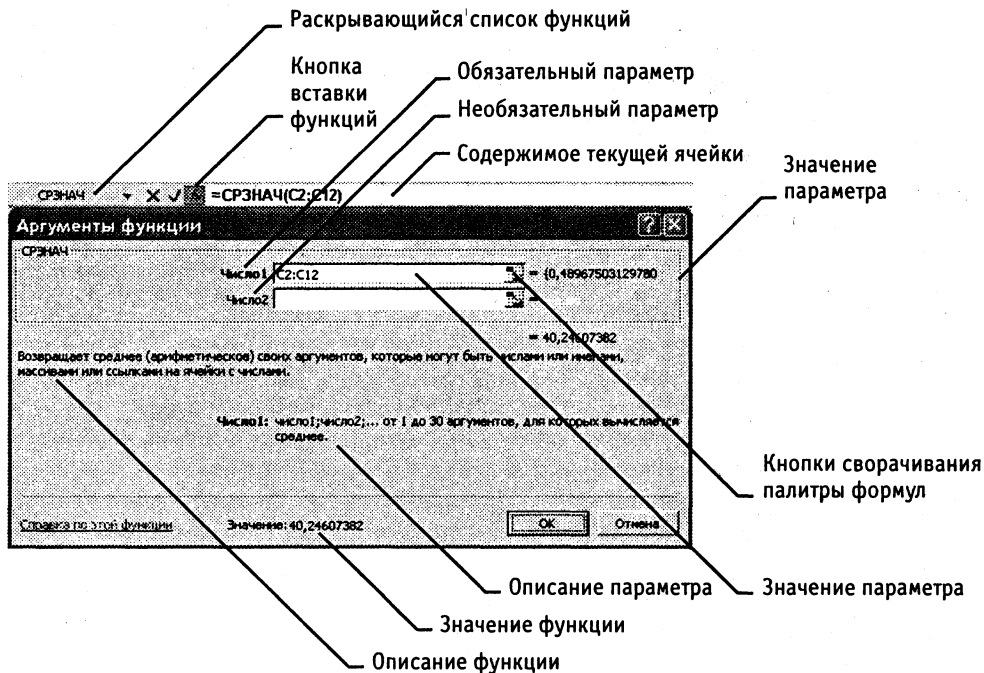 Раскрывающийся список функций
Кнопка
вставки
функций
Обязательный параметр
Необязательный параметр
Содержимое текущей ячейки
Значение
параметра
СРЗНАЧ
=СРЗНАЧ(C2:C12)
Аргументы функции
СРЗНАЧ
Число1 C2:C12 = {0,48967503129780
Число2 =
= 40,24607382
Возвращает среднее (арифметическое) своих аргументов, которые могут быть числами или именами,
массивами или ссылками на ячейки с числами.
Число1: число1;число2;... от 1 до 30 аргументов, для которых вычисляется
среднее.
Кнопки сворачивания
палитры формул
Справка по этой функции
Значение: 40,24607382
OK
Отмена
Описание параметра
Значение параметра
Значение функции
Описание функции